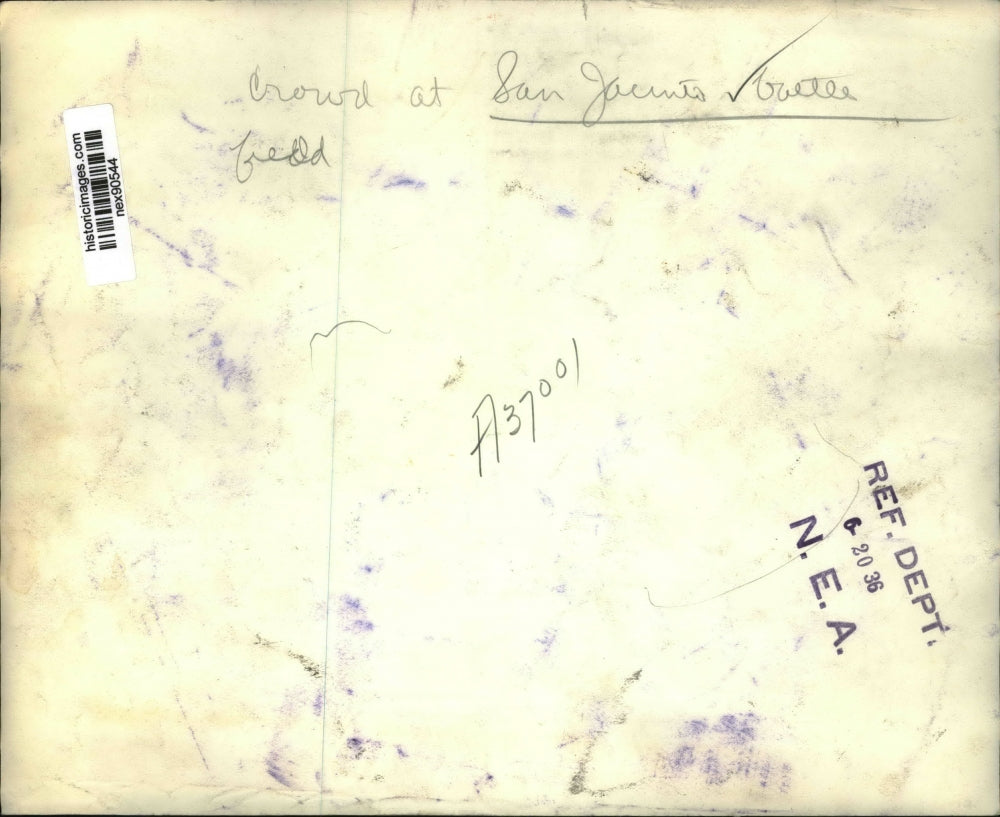 Crowd at San Jacinto battle
field
historicimages.com
nex90544
A37001
REF. DEPT.
6 20 36
N. E. A.